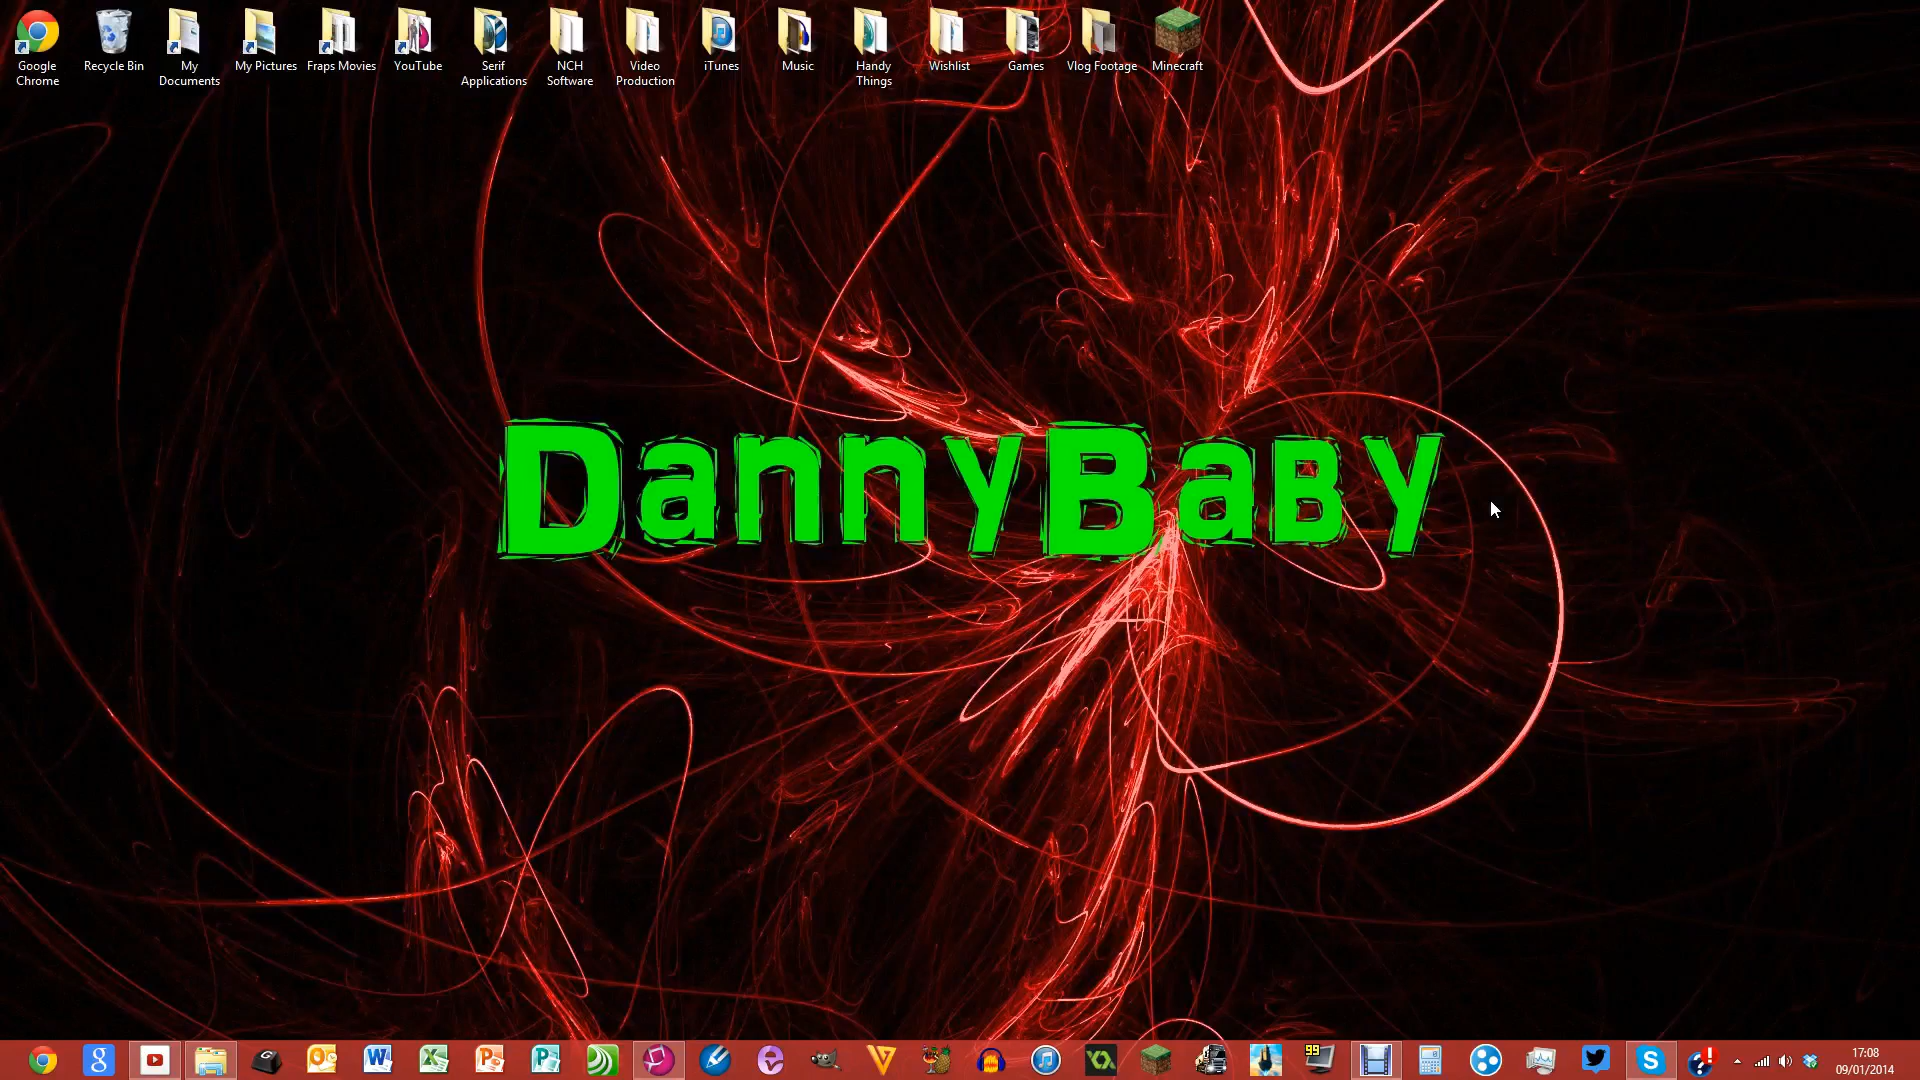 Google Chrome
Recycle Bin
My Documents
My Pictures
Fraps Movies
YouTube
Serif Applications
NCH Software
Video Production
iTunes
Music
Handy Things
Wishlist
Games
Vlog Footage
Minecraft
DannyBaby
99
17:08
09/01/2014